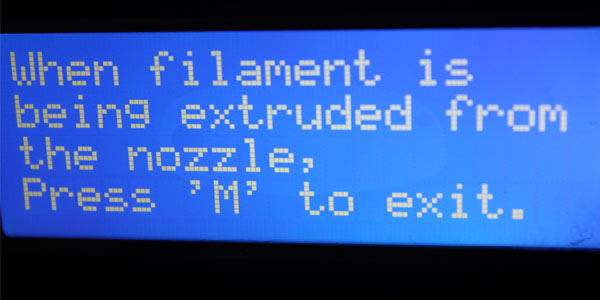 When filament is
being extruded from
the nozzle,
Press 'M' to exit.